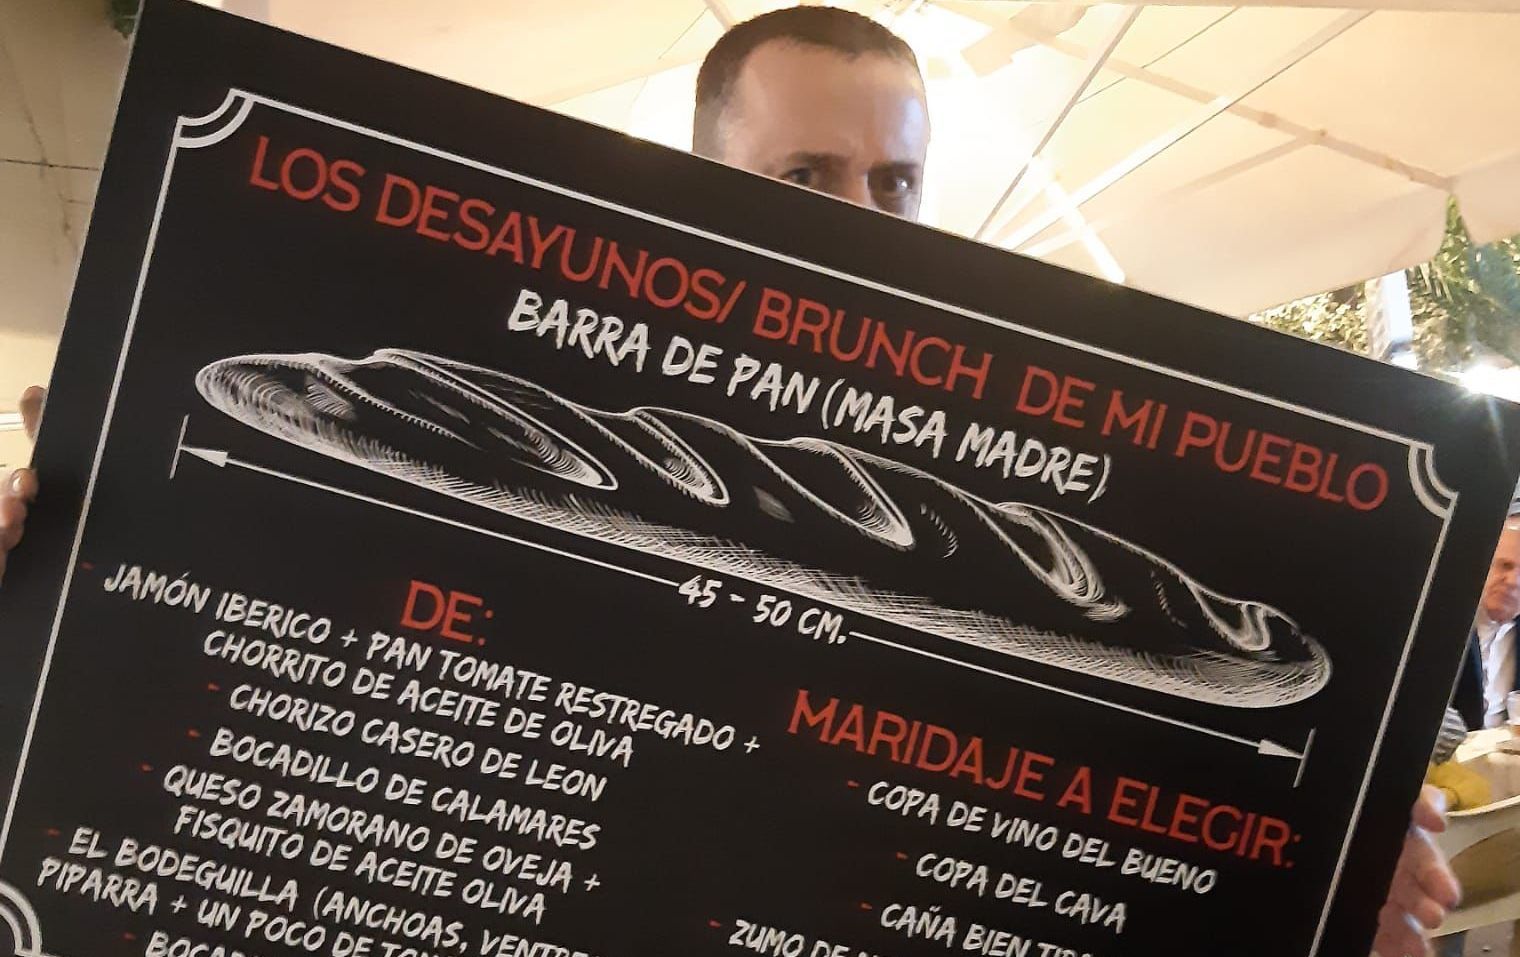 LOS DESAYUNOS/ BRUNCH DE MI PUEBLO
BARRA DE PAN (MASA MADRE)
45 - 50 CM.
DE:
- JAMÓN IBERICO + PAN TOMATE RESTREGADO +
CHORRITO DE ACEITE DE OLIVA
- CHORIZO CASERO DE LEON
- BOCADILLO DE CALAMARES
- QUESO ZAMORANO DE OVEJA +
FISQUITO DE ACEITE OLIVA
- EL BODEGUILLA (ANCHOAS,
PIPARRA + UN POCO DE
MARIDAJE A ELEGIR:
- COPA DE VINO DEL BUENO
- COPA DEL CAVA
- CAÑA BIEN
- ZUMO DE